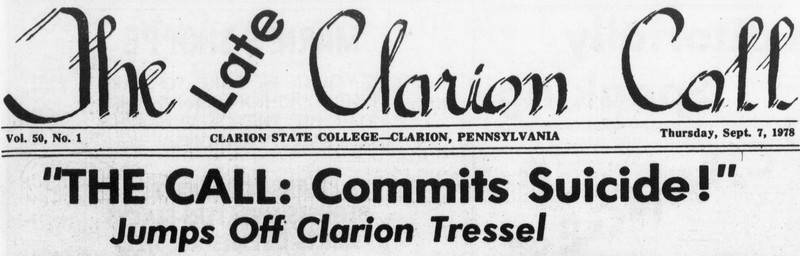 The Late Clarion Call
Vol. 50, No. 1 CLARION STATE COLLEGE—CLARION, PENNSYLVANIA Thursday, Sept. 7, 1978
"THE CALL: Commits Suicide!"
Jumps Off Clarion Tressel